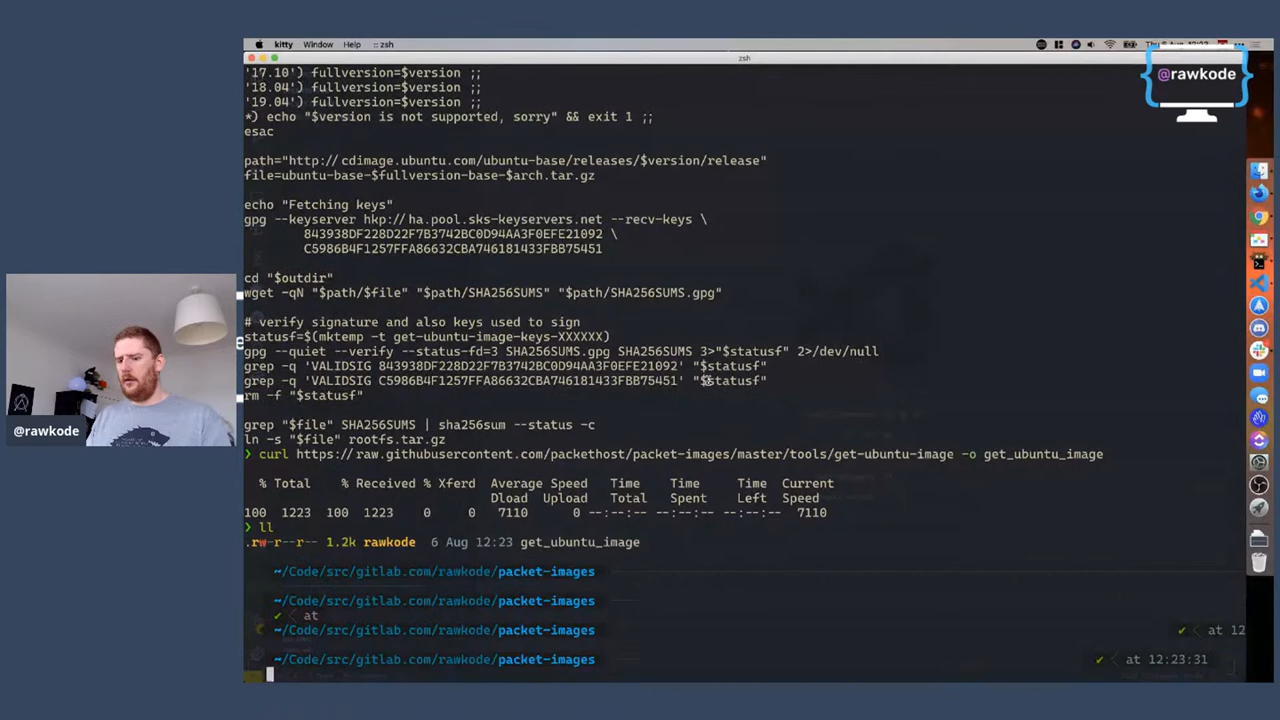 kitty Window Help :: zsh
zsh
@rawkode
'17.10') fullversion=$version ;;
'18.04') fullversion=$version ;;
'19.04') fullversion=$version ;;
*) echo "$version is not supported, sorry" && exit 1 ;;
esac
path="http://cdimage.ubuntu.com/ubuntu-base/releases/$version/release"
file=ubuntu-base-$fullversion-base-$arch.tar.gz
echo "Fetching keys"
gpg --keyserver hkp://ha.pool.sks-keyservers.net --recv-keys \
843938DF228D22F7B3742BC0D94AA3F0EFE21092 \
C5986B4F1257FFA86632CBA746181433FBB75451
cd "$outdir"
wget -qN "$path/$file" "$path/SHA256SUMS" "$path/SHA256SUMS.gpg"
# verify signature and also keys used to sign
statusf=$(mktemp -t get-ubuntu-image-keys-XXXXXX)
gpg --quiet --verify --status-fd=3 SHA256SUMS.gpg SHA256SUMS 3>"$statusf" 2>/dev/null
grep -q 'VALIDSIG 843938DF228D22F7B3742BC0D94AA3F0EFE21092' "$statusf"
grep -q 'VALIDSIG C5986B4F1257FFA86632CBA746181433FBB75451' "$statusf"
rm -f "$statusf"
grep "$file" SHA256SUMS | sha256sum --status -c
ln -s "$file" rootfs.tar.gz
❯ curl https://raw.githubusercontent.com/packethost/packet-images/master/tools/get-ubuntu-image -o get_ubuntu_image
% Total % Received % Xferd Average Speed Time Time Time Current
Dload Upload Total Spent Left Speed
100 1223 100 1223 0 0 7110 0 --:--:-- --:--:-- --:--:-- 7110
❯ ll
.rw-r--r-- 1.2k rawkode 6 Aug 12:23 get_ubuntu_image
~/Code/src/gitlab.com/rawkode/packet-images
~/Code/src/gitlab.com/rawkode/packet-images
✔ < at
~/Code/src/gitlab.com/rawkode/packet-images ✔ < at 12
~/Code/src/gitlab.com/rawkode/packet-images ✔ < at 12:23:31
@rawkode